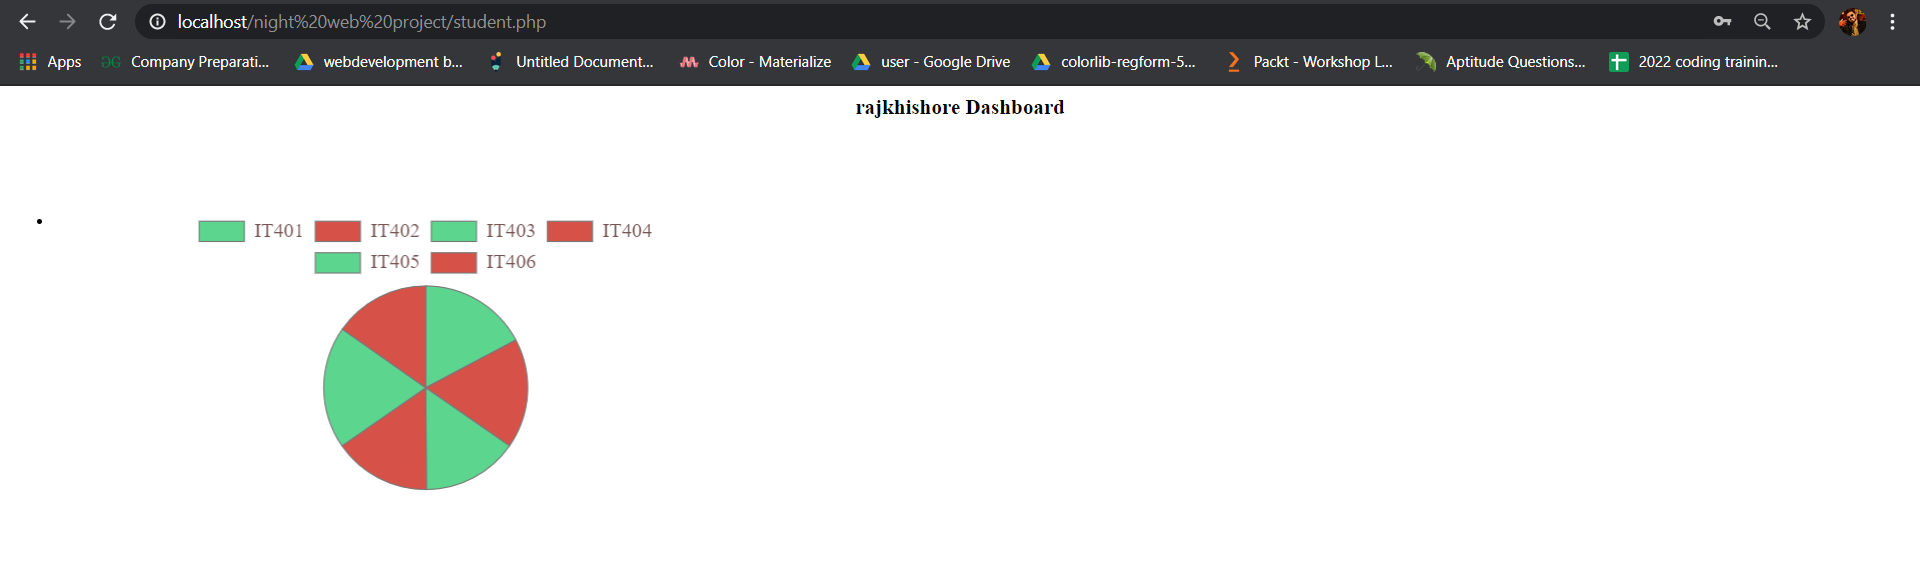 localhost/night%20web%20project/student.php
Apps Company Preparati... webdevelopment b... Untitled Document... Color - Materialize user - Google Drive colorlib-regform-5... Packt - Workshop L... Aptitude Questions... 2022 coding trainin...
rajkhishore Dashboard
IT401 IT402 IT403 IT404
IT405 IT406